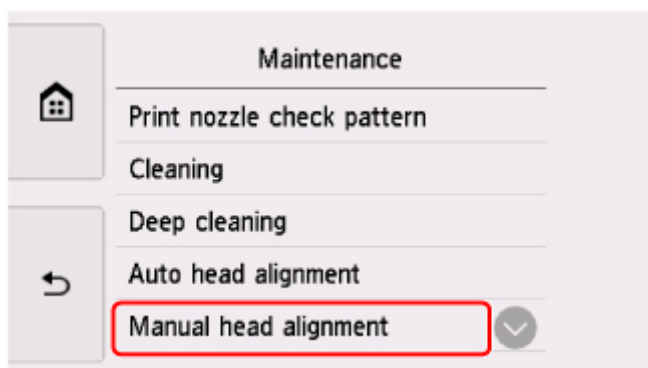 Maintenance
Print nozzle check pattern
Cleaning
Deep cleaning
Auto head alignment
Manual head alignment